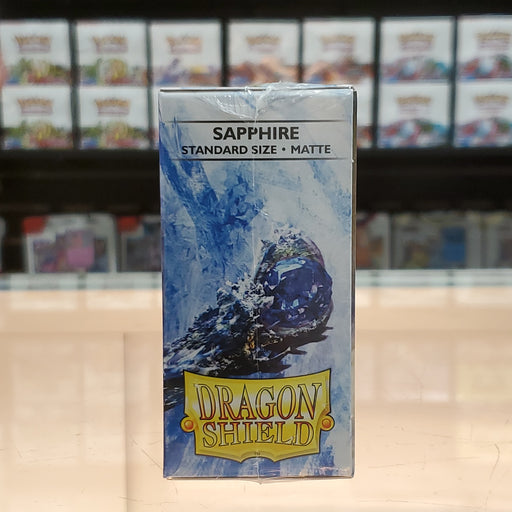 SAPPHIRE
STANDARD SIZE • MATTE
DRAGON
SHIELD